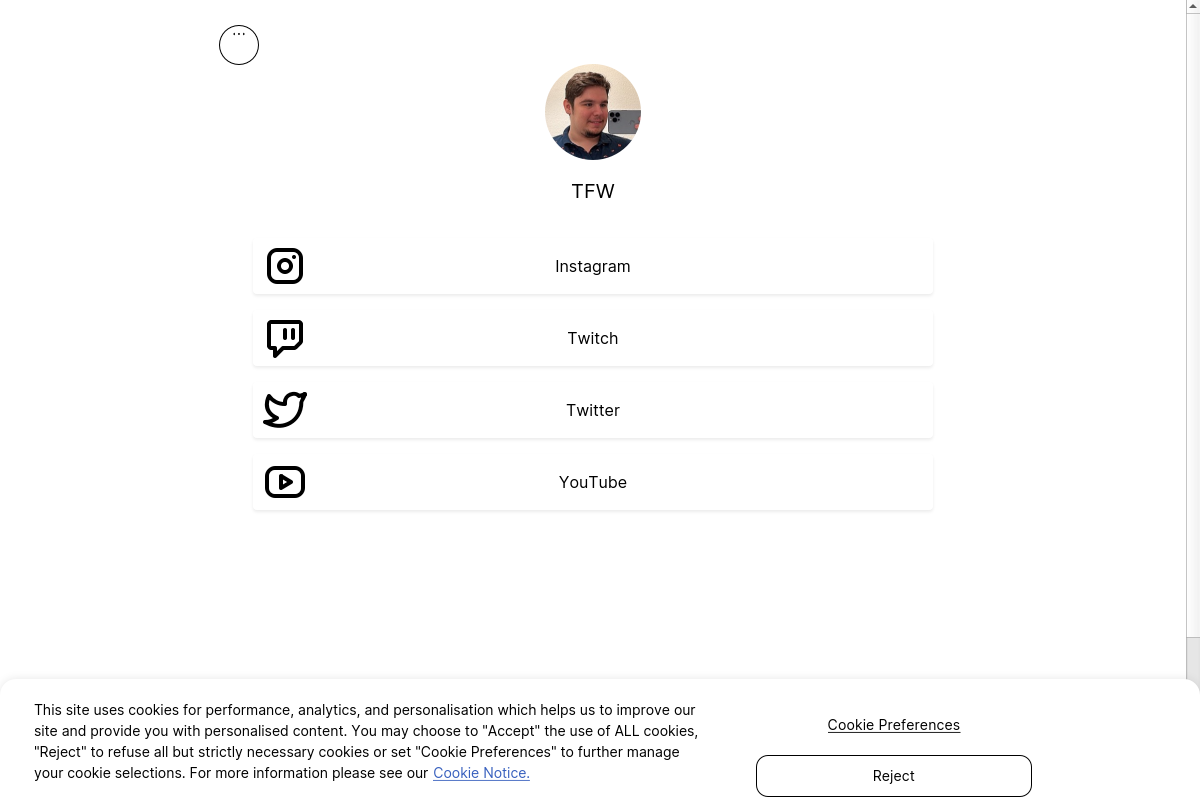 ...
TFW
Instagram
Twitch
Twitter
YouTube
This site uses cookies for performance, analytics, and personalisation which helps us to improve our
site and provide you with personalised content. You may choose to "Accept" the use of ALL cookies,
"Reject" to refuse all but strictly necessary cookies or set "Cookie Preferences" to further manage
your cookie selections. For more information please see our Cookie Notice.
Cookie Preferences
Reject